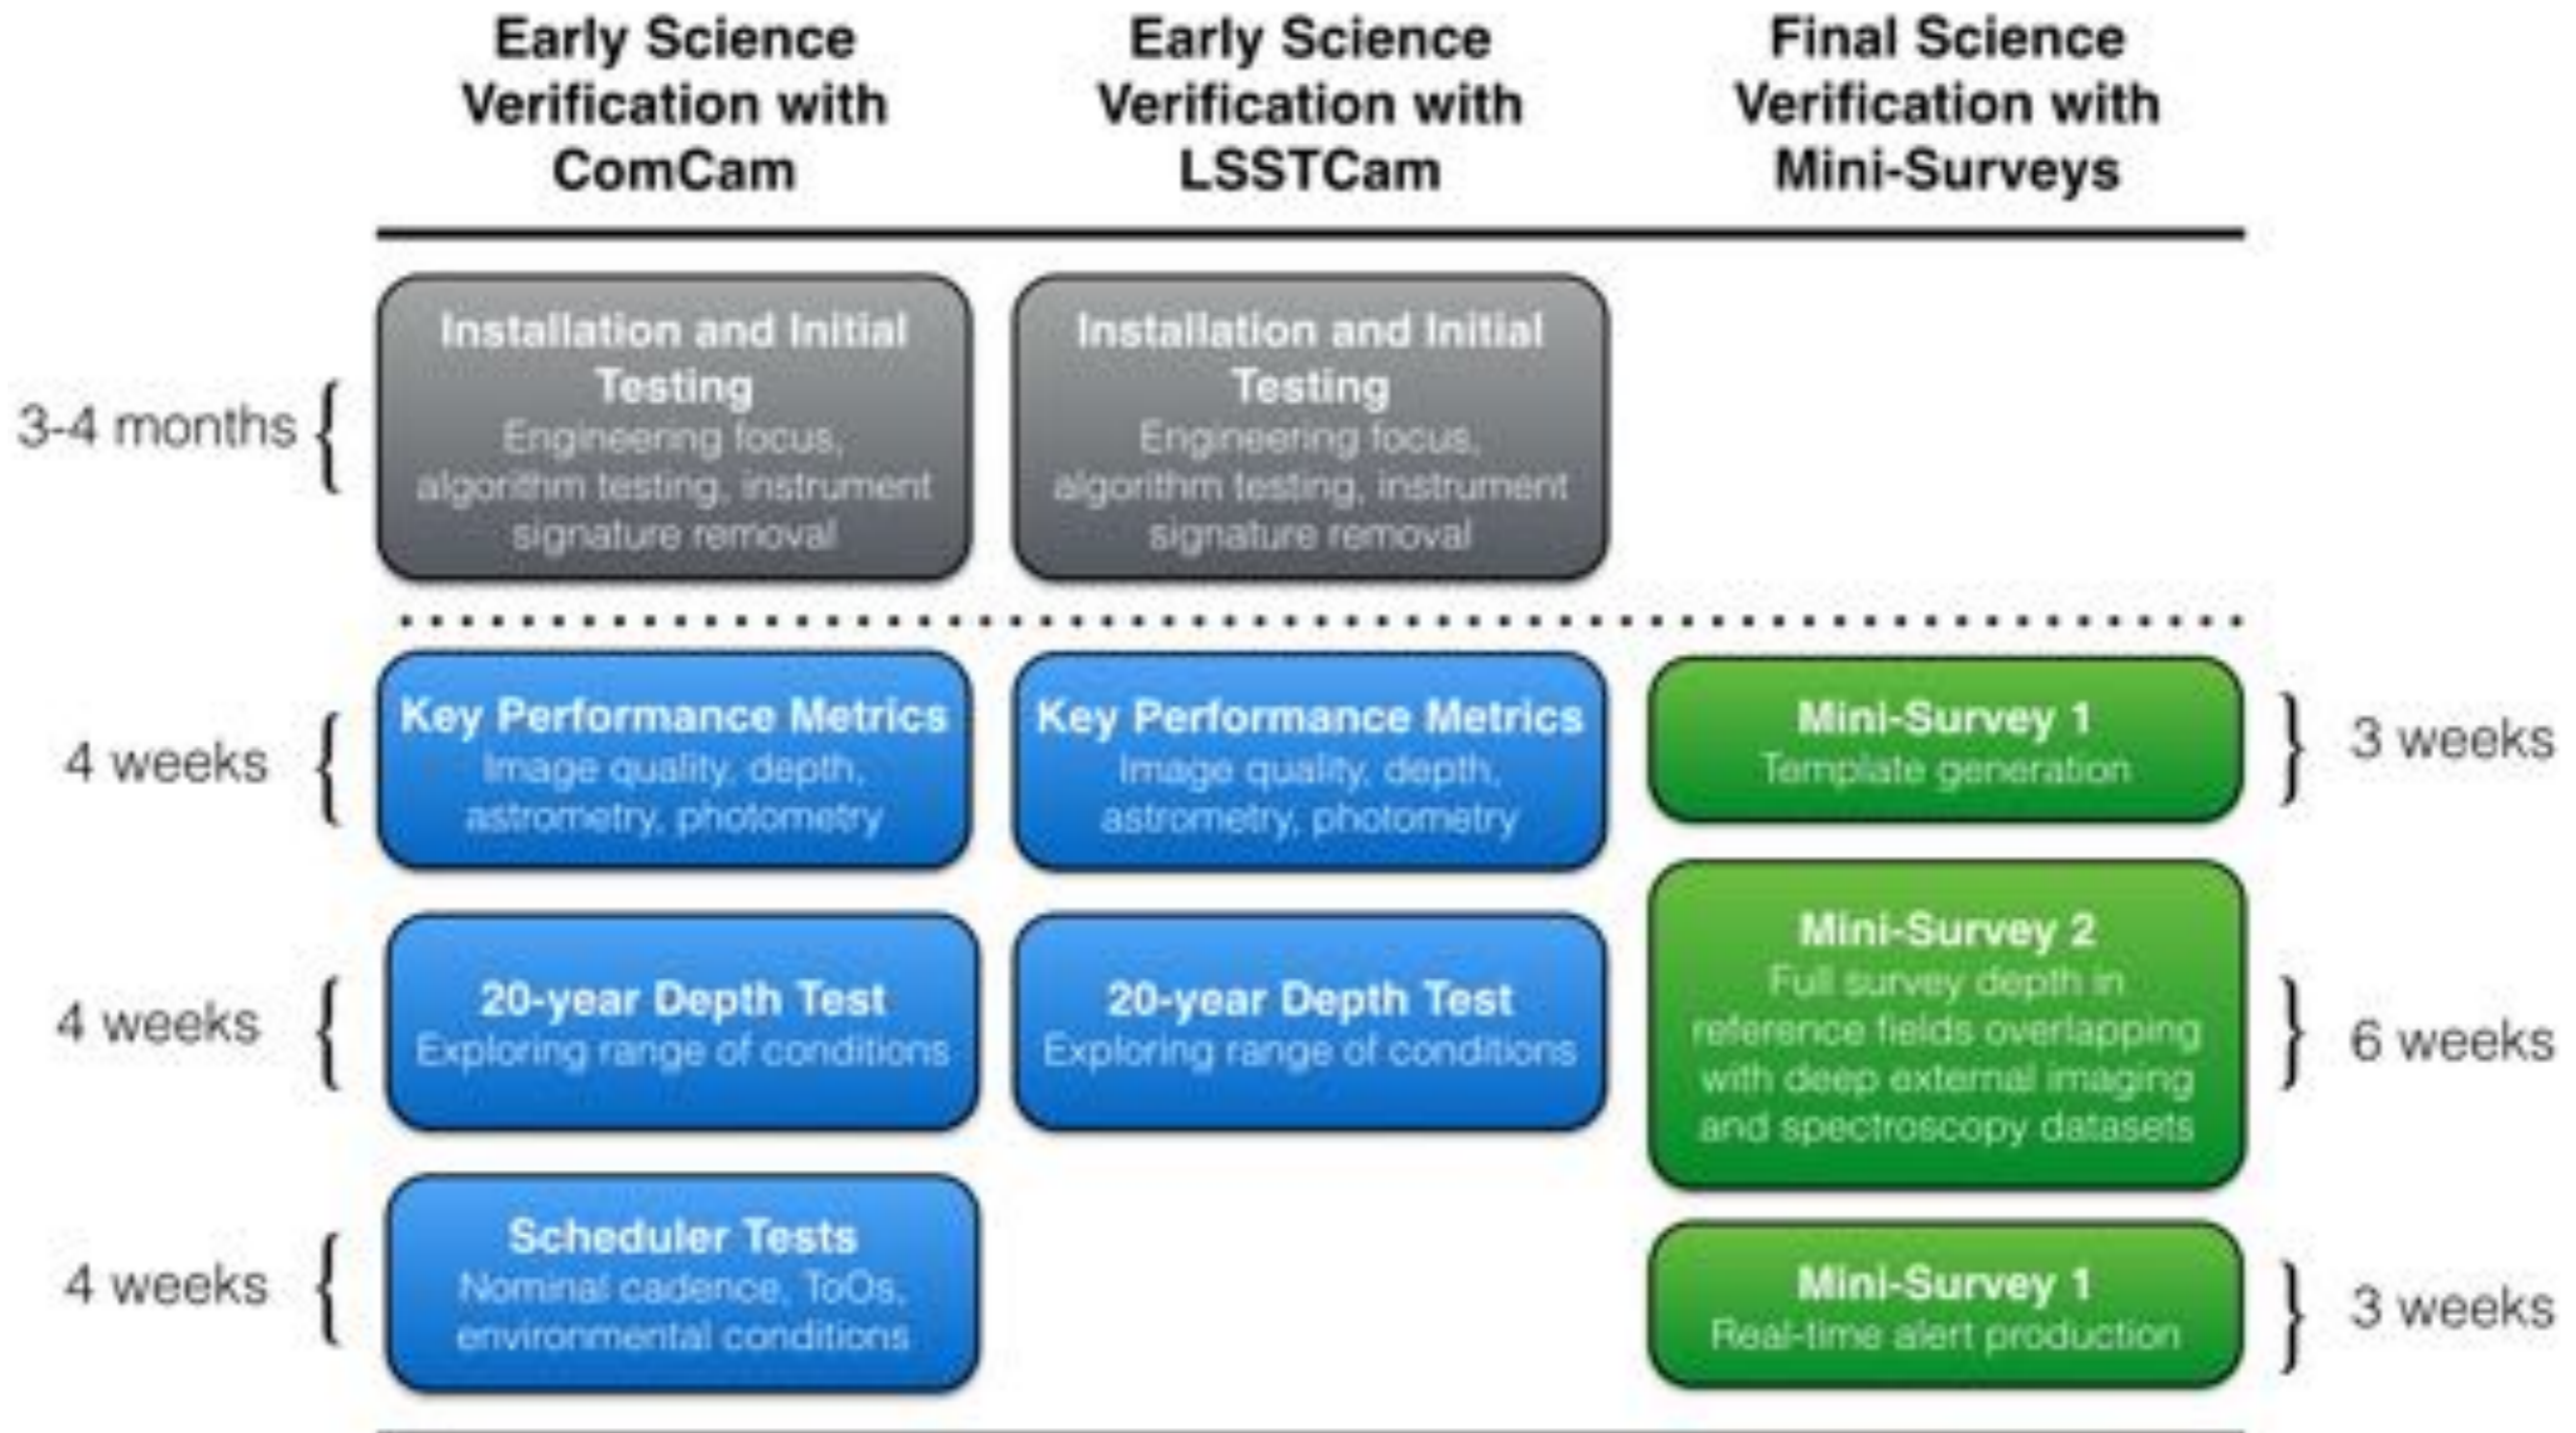 Early Science
Verification with
ComCam
Early Science
Verification with
LSSTCam
Final Science
Verification with
Mini-Surveys
3-4 months
Installation and Initial
Testing
Engineering focus,
algorithm testing, instrument
signature removal
Installation and Initial
Testing
Engineering focus,
algorithm testing, instrument
signature removal
4 weeks
Key Performance Metrics
Image quality, depth,
astrometry, photometry
Key Performance Metrics
Image quality, depth,
astrometry, photometry
Mini-Survey 1
Template generation
3 weeks
4 weeks
20-year Depth Test
Exploring range of conditions
20-year Depth Test
Exploring range of conditions
Mini-Survey 2
Full survey depth in
reference fields overlapping
with deep external imaging
and spectroscopy datasets
6 weeks
4 weeks
Scheduler Tests
Nominal cadence, ToOs,
environmental conditions
Mini-Survey 1
Real-time alert production
3 weeks